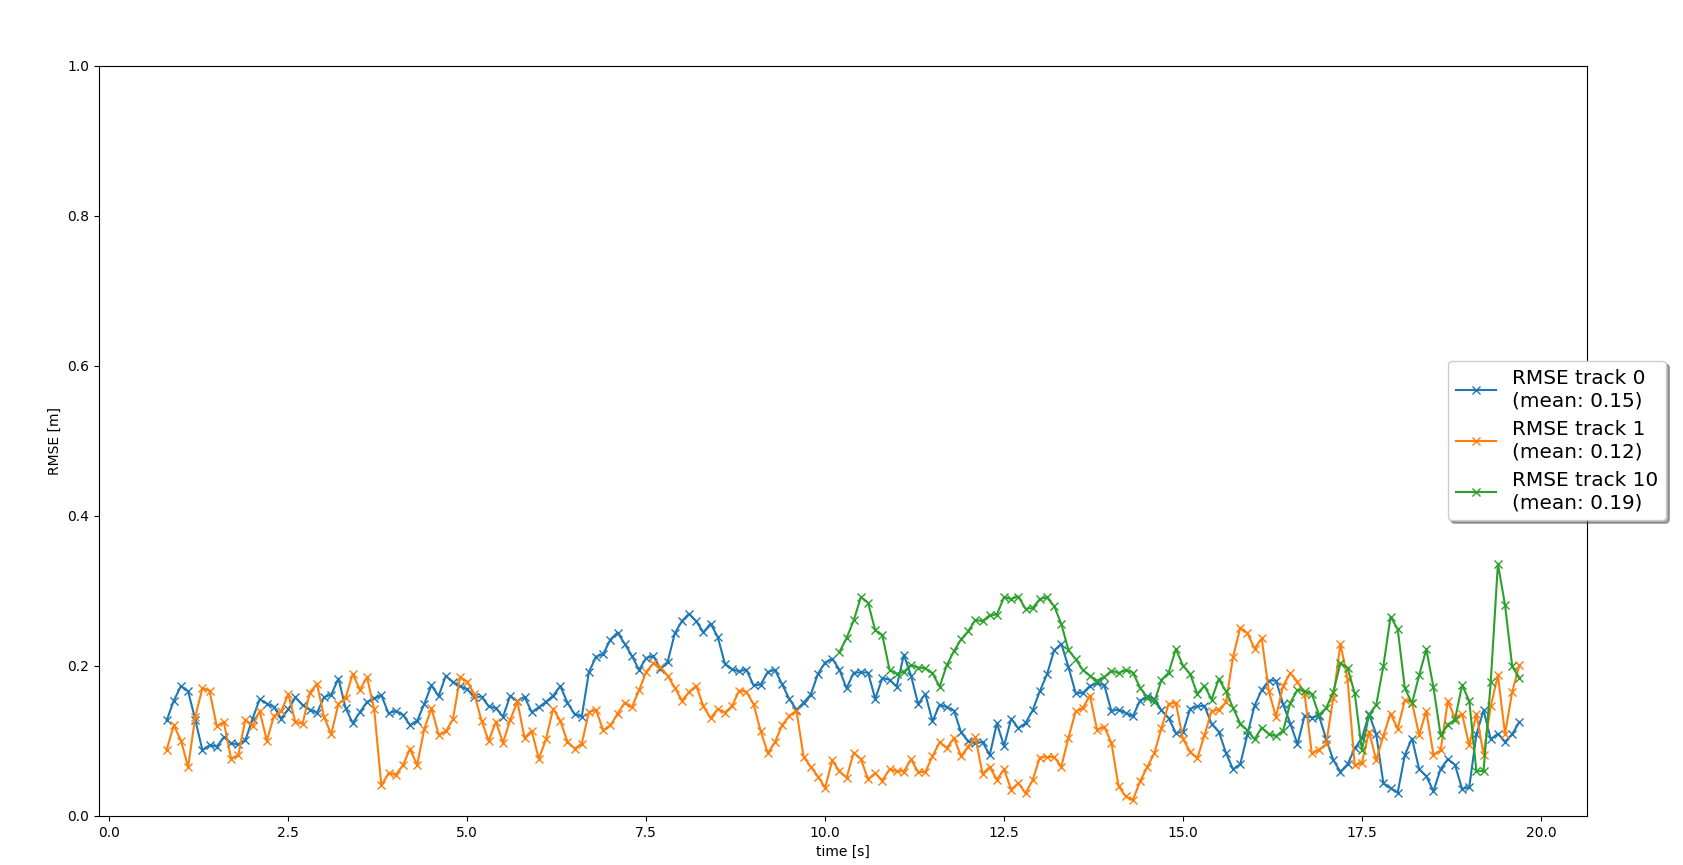 1.0
0.8
0.6
0.4
0.2
0.0
RMSE [m]
0.0 2.5 5.0 7.5 10.0 12.5 15.0 17.5 20.0
time [s]
RMSE track 0
(mean: 0.15)
RMSE track 1
(mean: 0.12)
RMSE track 10
(mean: 0.19)